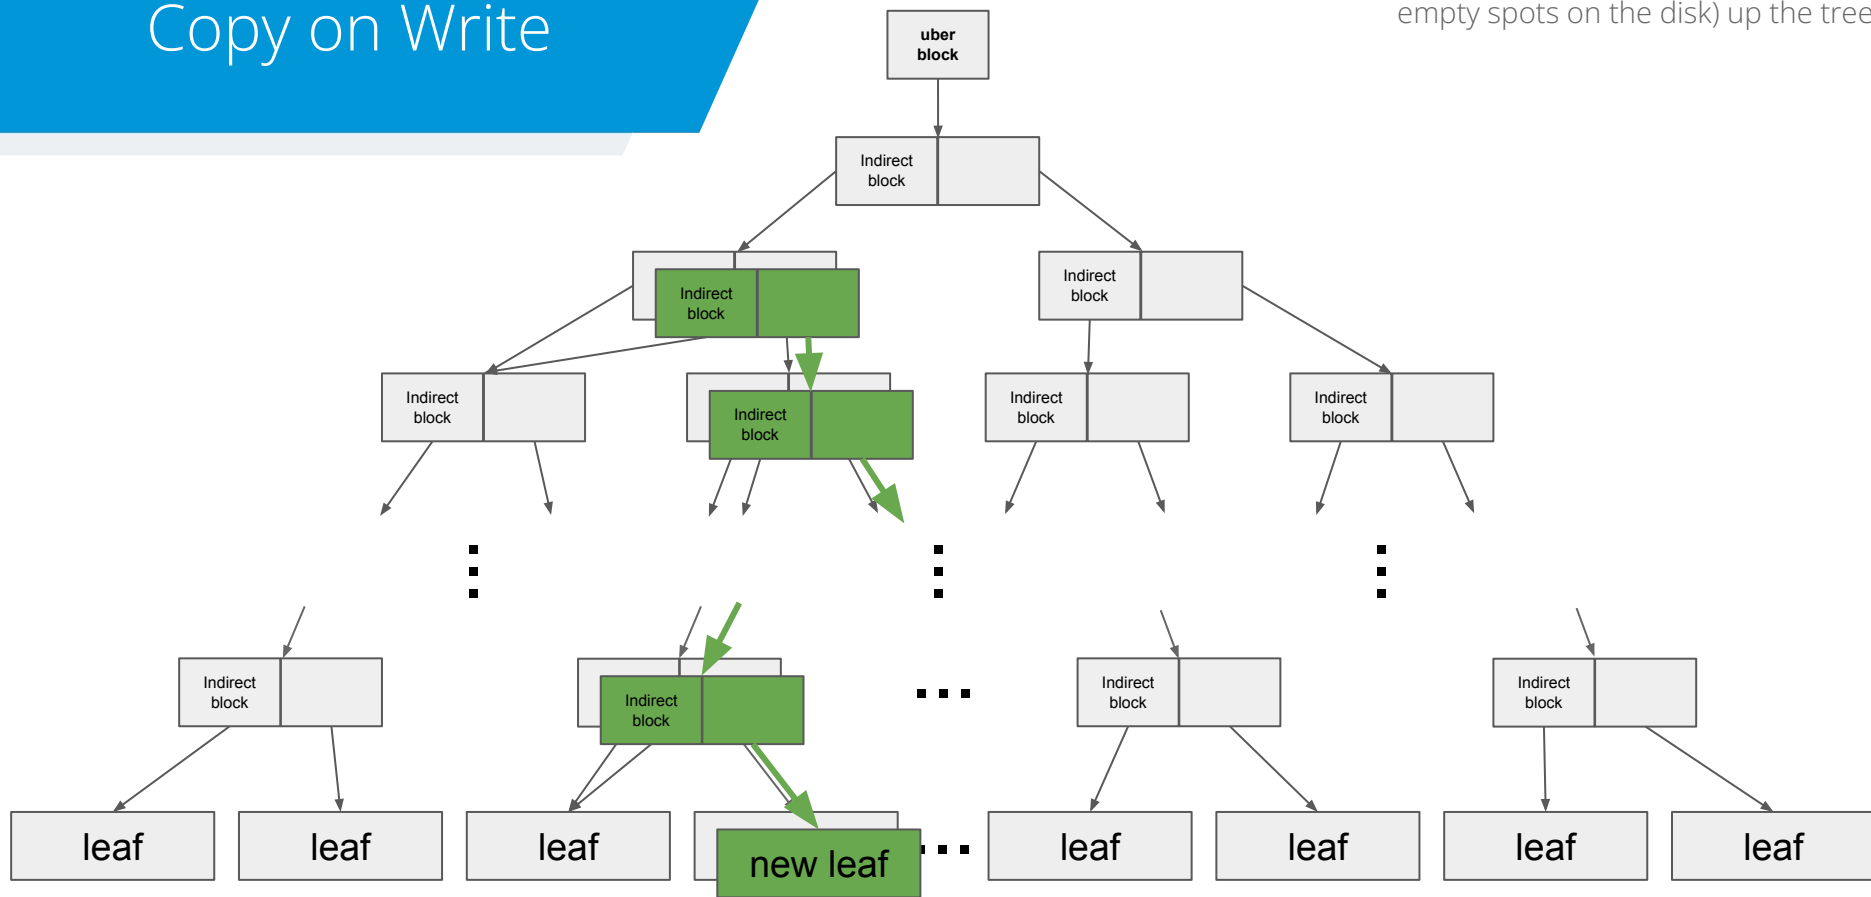 Copy on Write
empty spots on the disk) up the tree
uber
block
Indirect
block
Indirect
block
Indirect
block
Indirect
block
Indirect
block
Indirect
block
Indirect
block
Indirect
block
Indirect
block
Indirect
block
Indirect
block
leaf
leaf
leaf
new leaf
leaf
leaf
leaf
leaf